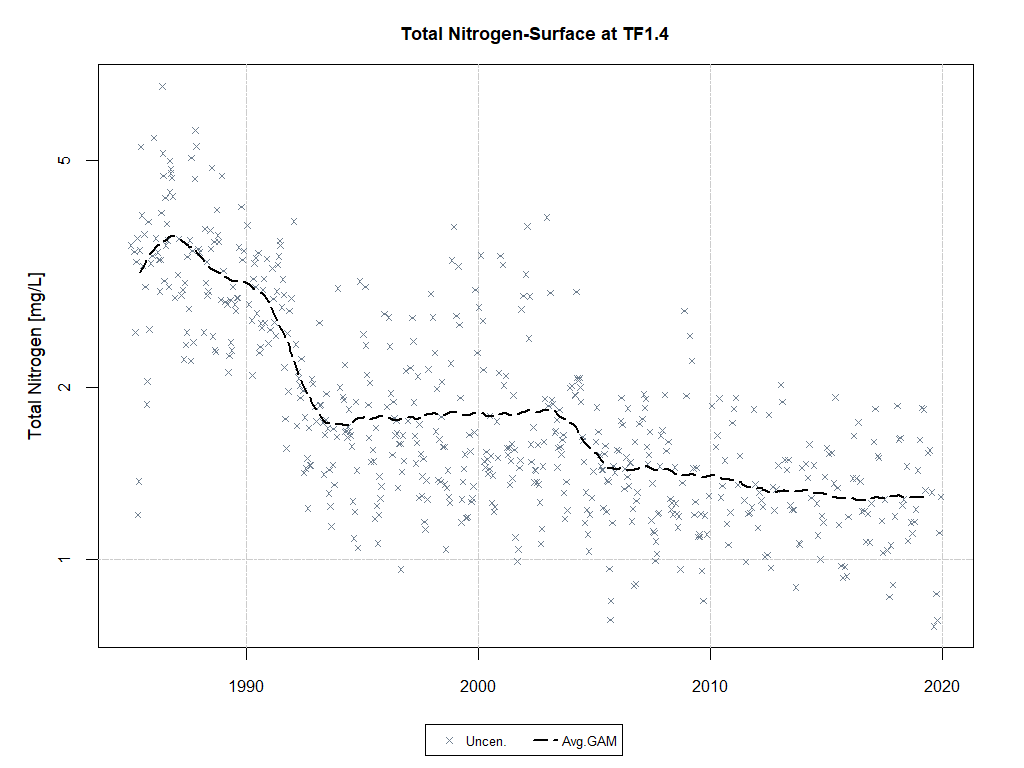 Total Nitrogen-Surface at TF1.4
Total Nitrogen [mg/L]
5
2
1
1990 2000 2010 2020
Uncen. Avg.GAM